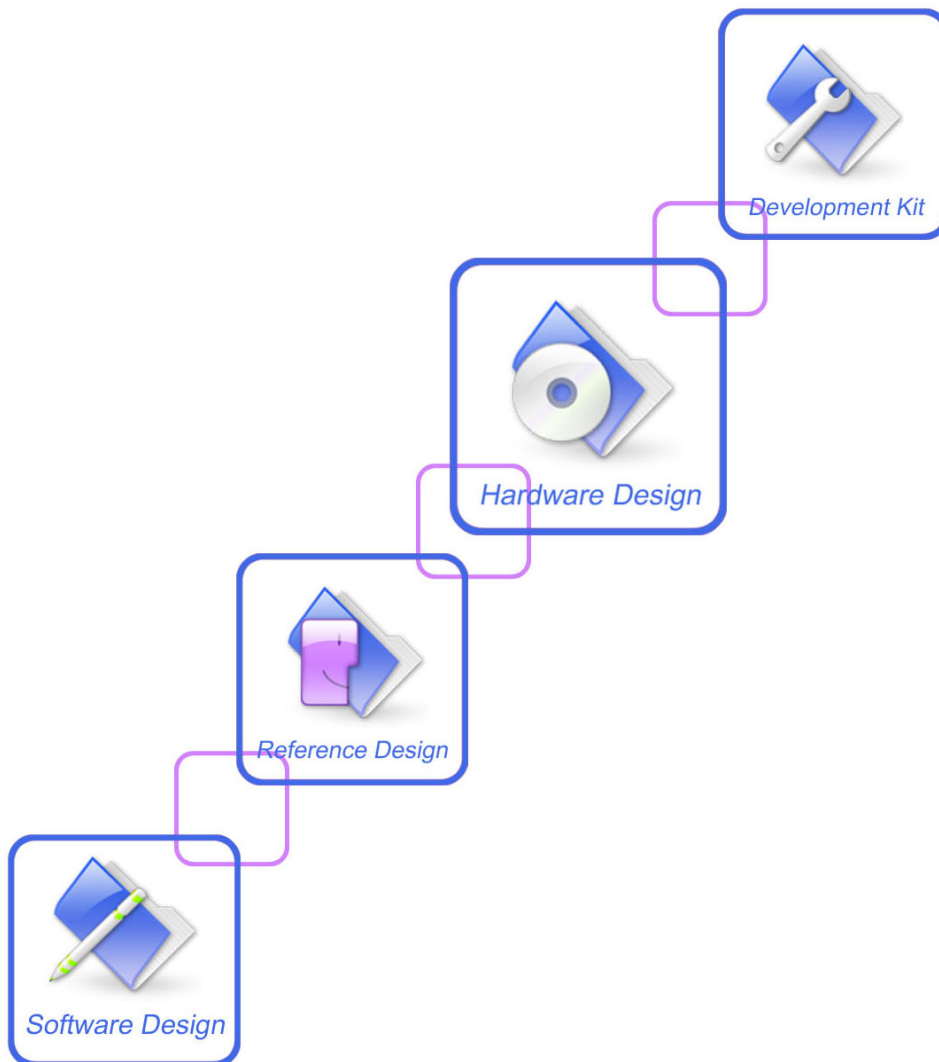 Development Kit
Hardware Design
Reference Design
Software Design